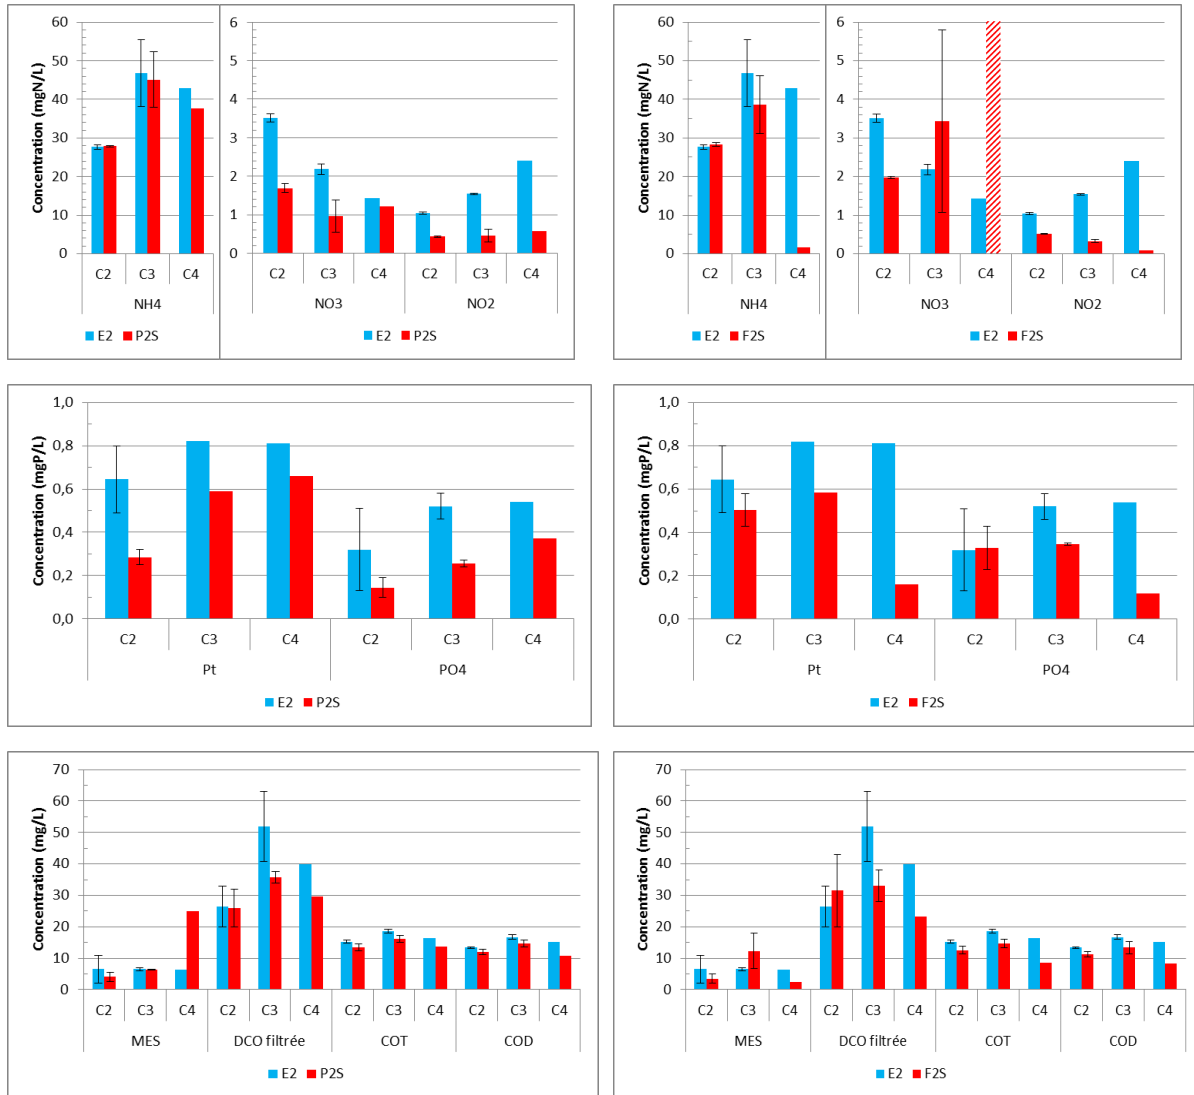 Concentration (mgN/L)
60
50
40
30
20
10
0
6
5
4
3
2
1
0
C2 C3 C4 C2 C3 C4 C2 C3 C4
NH4 NO3 NO2
E2 P2S E2 P2S
Concentration (mgN/L)
60
50
40
30
20
10
0
6
5
4
3
2
1
0
C2 C3 C4 C2 C3 C4 C2 C3 C4
NH4 NO3 NO2
E2 F2S E2 F2S
Concentration (mgP/L)
1,0
0,8
0,6
0,4
0,2
0,0
C2 C3 C4 C2 C3 C4
Pt PO4
E2 P2S
Concentration (mgP/L)
1,0
0,8
0,6
0,4
0,2
0,0
C2 C3 C4 C2 C3 C4
Pt PO4
E2 F2S
Concentration (mg/L)
70
60
50
40
30
20
10
0
C2 C3 C4 C2 C3 C4 C2 C3 C4 C2 C3 C4
MES DCO filtrée COT COD
E2 P2S
Concentration (mg/L)
70
60
50
40
30
20
10
0
C2 C3 C4 C2 C3 C4 C2 C3 C4 C2 C3 C4
MES DCO filtrée COT COD
E2 F2S